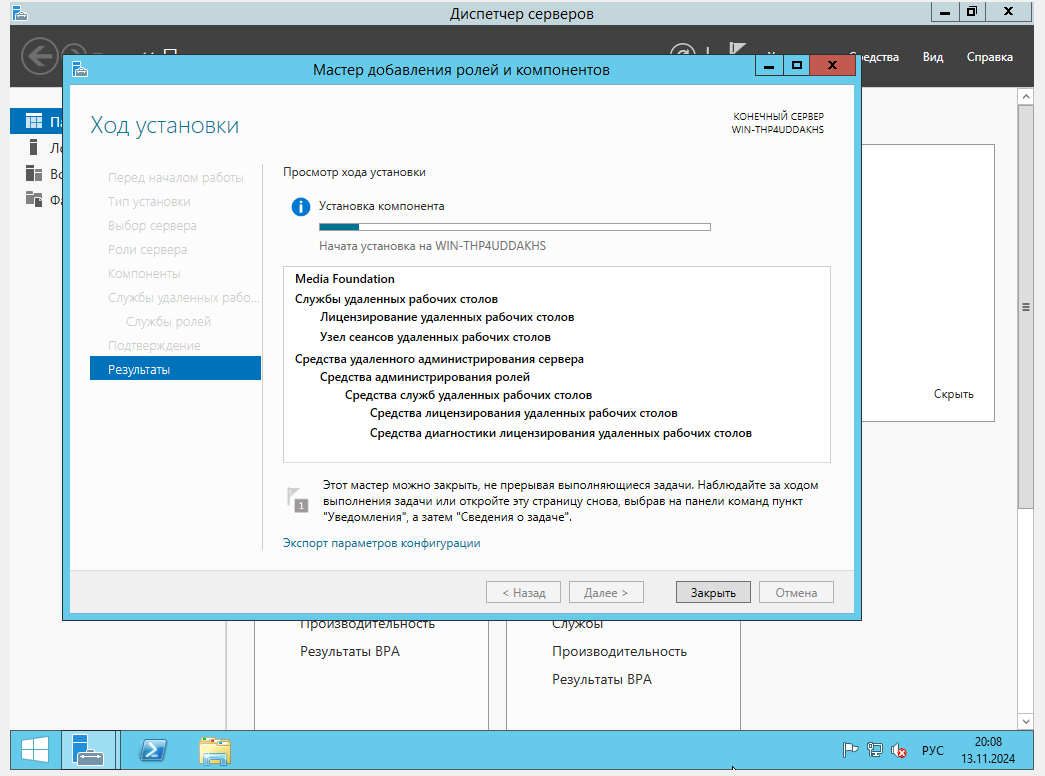 Диспетчер серверов
Средства
Вид
Справка
Мастер добавления ролей и компонентов
Ход установки
КОНЕЧНЫЙ СЕРВЕР
WIN-THP4UDDAKHS
Перед началом работы
Тип установки
Выбор сервера
Роли сервера
Компоненты
Службы удаленных рабо...
Службы ролей
Подтверждение
Результаты
Просмотр хода установки
Установка компонента
Начата установка на WIN-THP4UDDAKHS
Media Foundation
Службы удаленных рабочих столов
Лицензирование удаленных рабочих столов
Узел сеансов удаленных рабочих столов
Средства удаленного администрирования сервера
Средства администрирования ролей
Средства служб удаленных рабочих столов
Средства лицензирования удаленных рабочих столов
Средства диагностики лицензирования удаленных рабочих столов
1
Этот мастер можно закрыть, не прерывая выполняющиеся задачи. Наблюдайте за ходом
выполнения задачи или откройте эту страницу снова, выбрав на панели команд пункт
"Уведомления", а затем "Сведения о задаче".
Экспорт параметров конфигурации
< Назад
Далее >
Закрыть
Отмена
Скрыть
Производительность
Результаты BPA
Службы
Производительность
Результаты BPA
РУС
20:08
13.11.2024